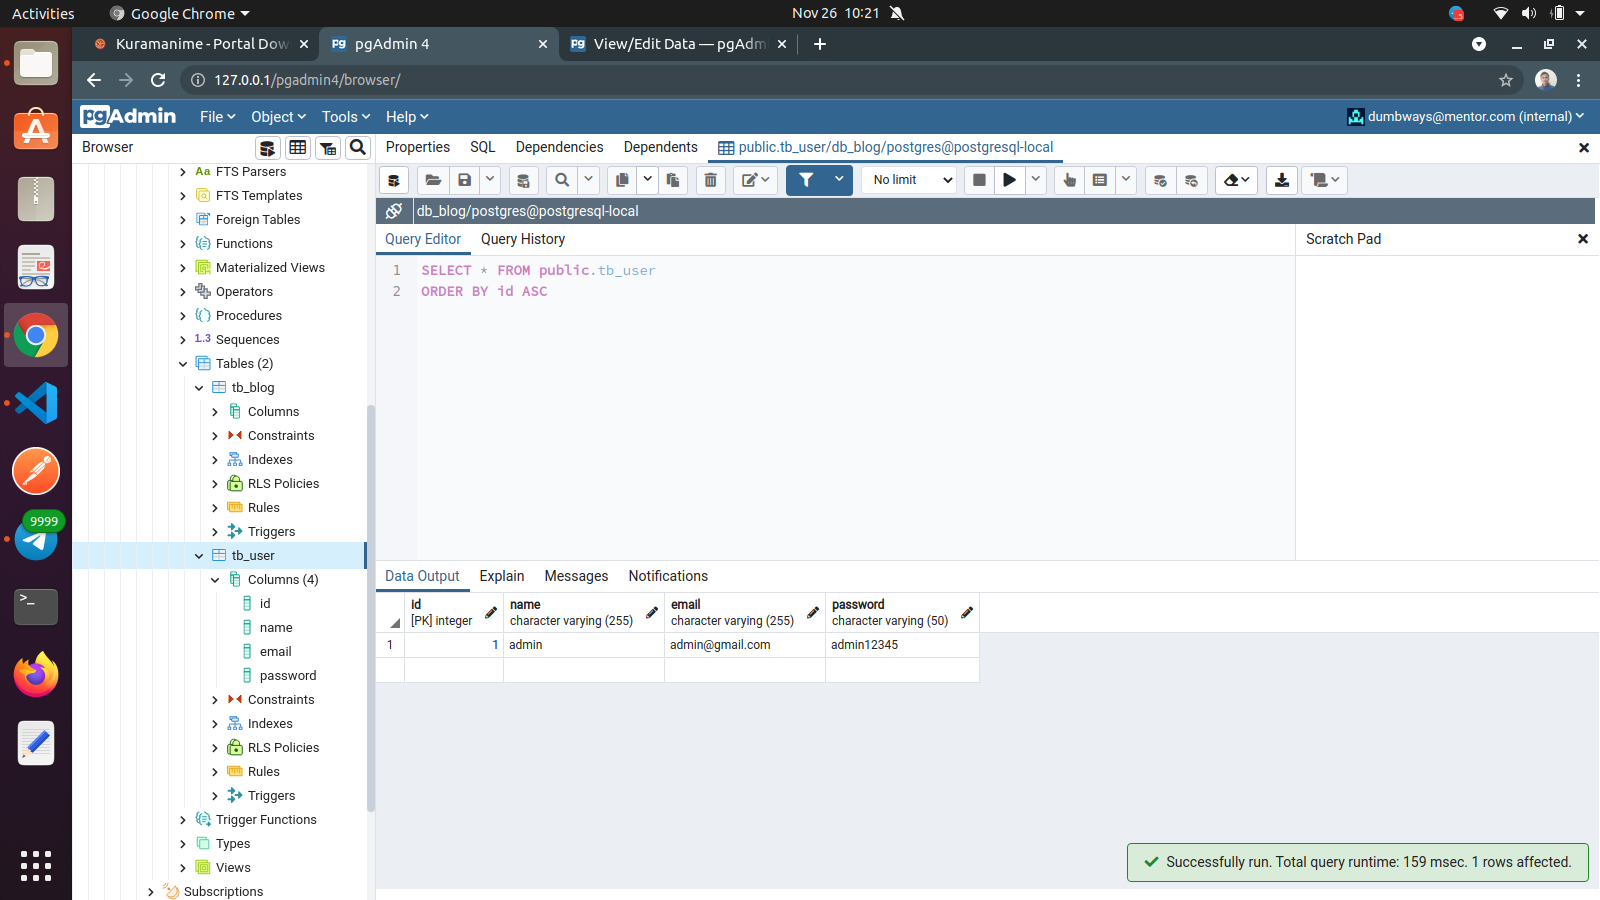 Activities
Google Chrome
Nov 26 10:21
Kuramanime - Portal Dow
pgAdmin 4
View/Edit Data — pgAdm
127.0.0.1/pgadmin4/browser/
pgAdmin
File
Object
Tools
Help
dumbways@mentor.com (internal)
Browser
Properties
SQL
Dependencies
Dependents
public.tb_user/db_blog/postgres@postgresql-local
No limit
db_blog/postgres@postgresql-local
Query Editor
Query History
Scratch Pad
1 SELECT * FROM public.tb_user
2 ORDER BY id ASC
Aa FTS Parsers
FTS Templates
Foreign Tables
Functions
Materialized Views
Operators
Procedures
1..3 Sequences
Tables (2)
tb_blog
Columns
Constraints
Indexes
RLS Policies
Rules
Triggers
tb_user
Columns (4)
id
name
email
password
Constraints
Indexes
RLS Policies
Rules
Triggers
Trigger Functions
Types
Views
Subscriptions
9999
>_
Data Output
Explain
Messages
Notifications
id
[PK] integer
name
character varying (255)
email
character varying (255)
password
character varying (50)
1 1 admin admin@gmail.com admin12345
Successfully run. Total query runtime: 159 msec. 1 rows affected.